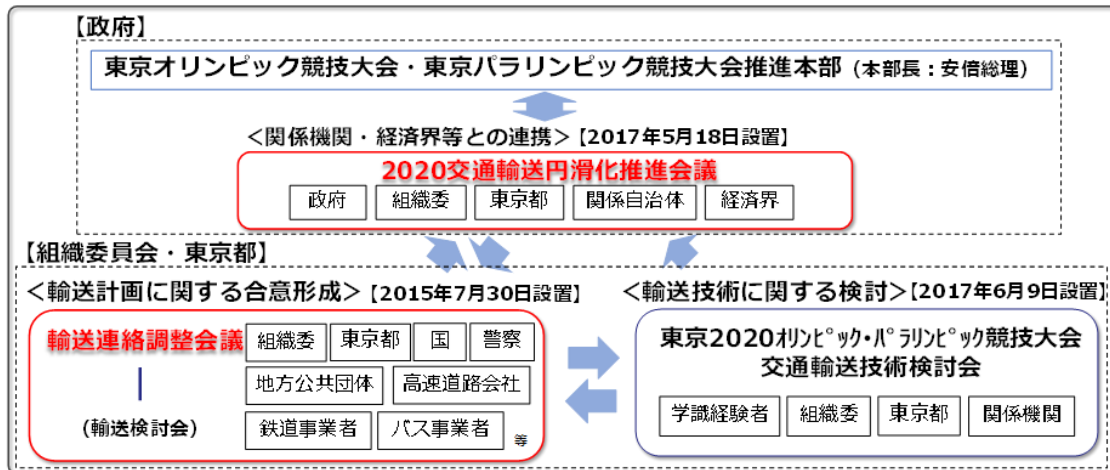 【政府】
東京オリンピック競技大会・東京パラリンピック競技大会推進本部（本部長：安倍総理）
＜関係機関・経済界等との連携＞【2017年5月18日設置】
2020交通輸送円滑化推進会議
政府 組織委 東京都 関係自治体 経済界
【組織委員会・東京都】
＜輸送計画に関する合意形成＞【2015年7月30日設置】
輸送連絡調整会議
組織委 東京都 国 警察
地方公共団体 高速道路会社
(輸送検討会)
鉄道事業者 バス事業者 等
＜輸送技術に関する検討＞【2017年6月9日設置】
東京2020ｵﾘﾝﾋﾟｯｸ・ﾊﾟﾗﾘﾝﾋﾟｯｸ競技大会
交通輸送技術検討会
学識経験者 組織委 東京都 関係機関